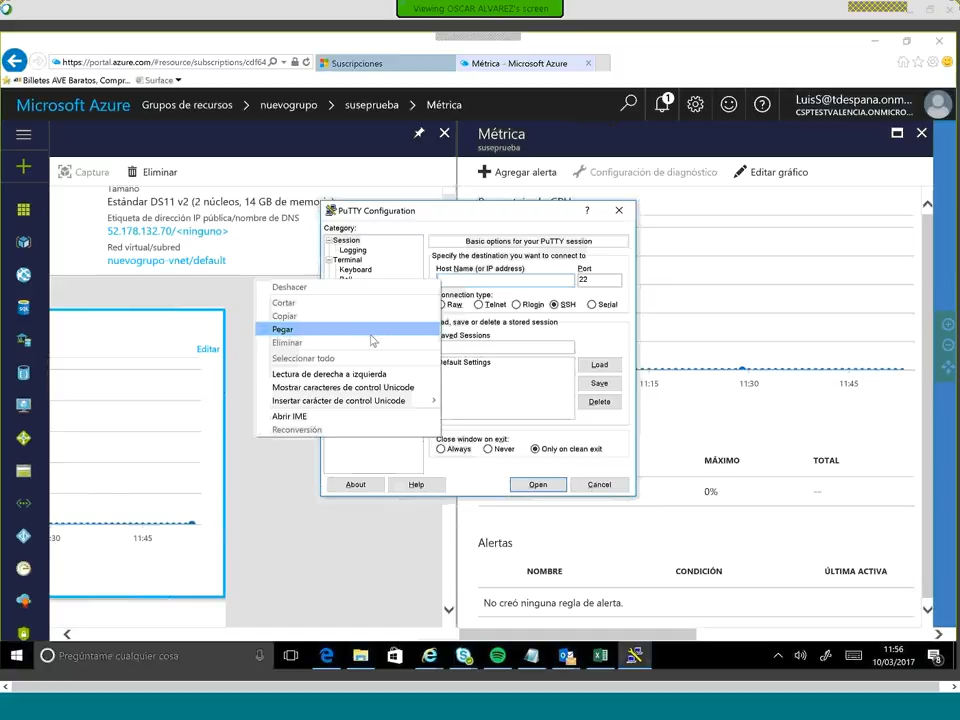 Viewing OSCAR ALVAREZ's screen
https://portal.azure.com/#resource/subscriptions/cdf64
Suscripciones
Métrica - Microsoft Azure
Billetes AVE Baratos, Compr...
Surface
Microsoft Azure
Grupos de recursos
nuevogrupo
suseprueba
Métrica
1
LuisS@tdespana.onm...
CSPTESTVALENCIA.ONMICRO...
Métrica
suseprueba
Captura
Eliminar
Agregar alerta
Configuración de diagnóstico
Editar gráfico
Tamaño
Estándar DS11 v2 (2 núcleos, 14 GB de memo
Etiqueta de dirección IP pública/nombre de DNS
52.178.132.70/<ninguno>
Red virtual/subred
nuevogrupo-vnet/default
PuTTY Configuration
?
Category:
Session
Logging
Terminal
Keyboard
Basic options for your PuTTY session
Specify the destination you want to connect to
Host Name (or IP address)
Port
22
onnection type:
Raw
Telnet
Rlogin
SSH
Serial
ad, save or delete a stored session
aved Sessions
efault Settings
Load
Save
Delete
Close window on exit:
Always
Never
Only on clean exit
About
Help
Open
Cancel
Deshacer
Cortar
Copiar
Pegar
Eliminar
Seleccionar todo
Lectura de derecha a izquierda
Mostrar caracteres de control Unicode
Insertar carácter de control Unicode
Abrir IME
Reconversión
Editar
:30
11:45
11:15
11:45
MÁXIMO
TOTAL
0%
--
Alertas
NOMBRE
CONDICIÓN
ÚLTIMA ACTIVA
No creó ninguna regla de alerta.
Pregúntame cualquier cosa
11:56
10/03/2017
8